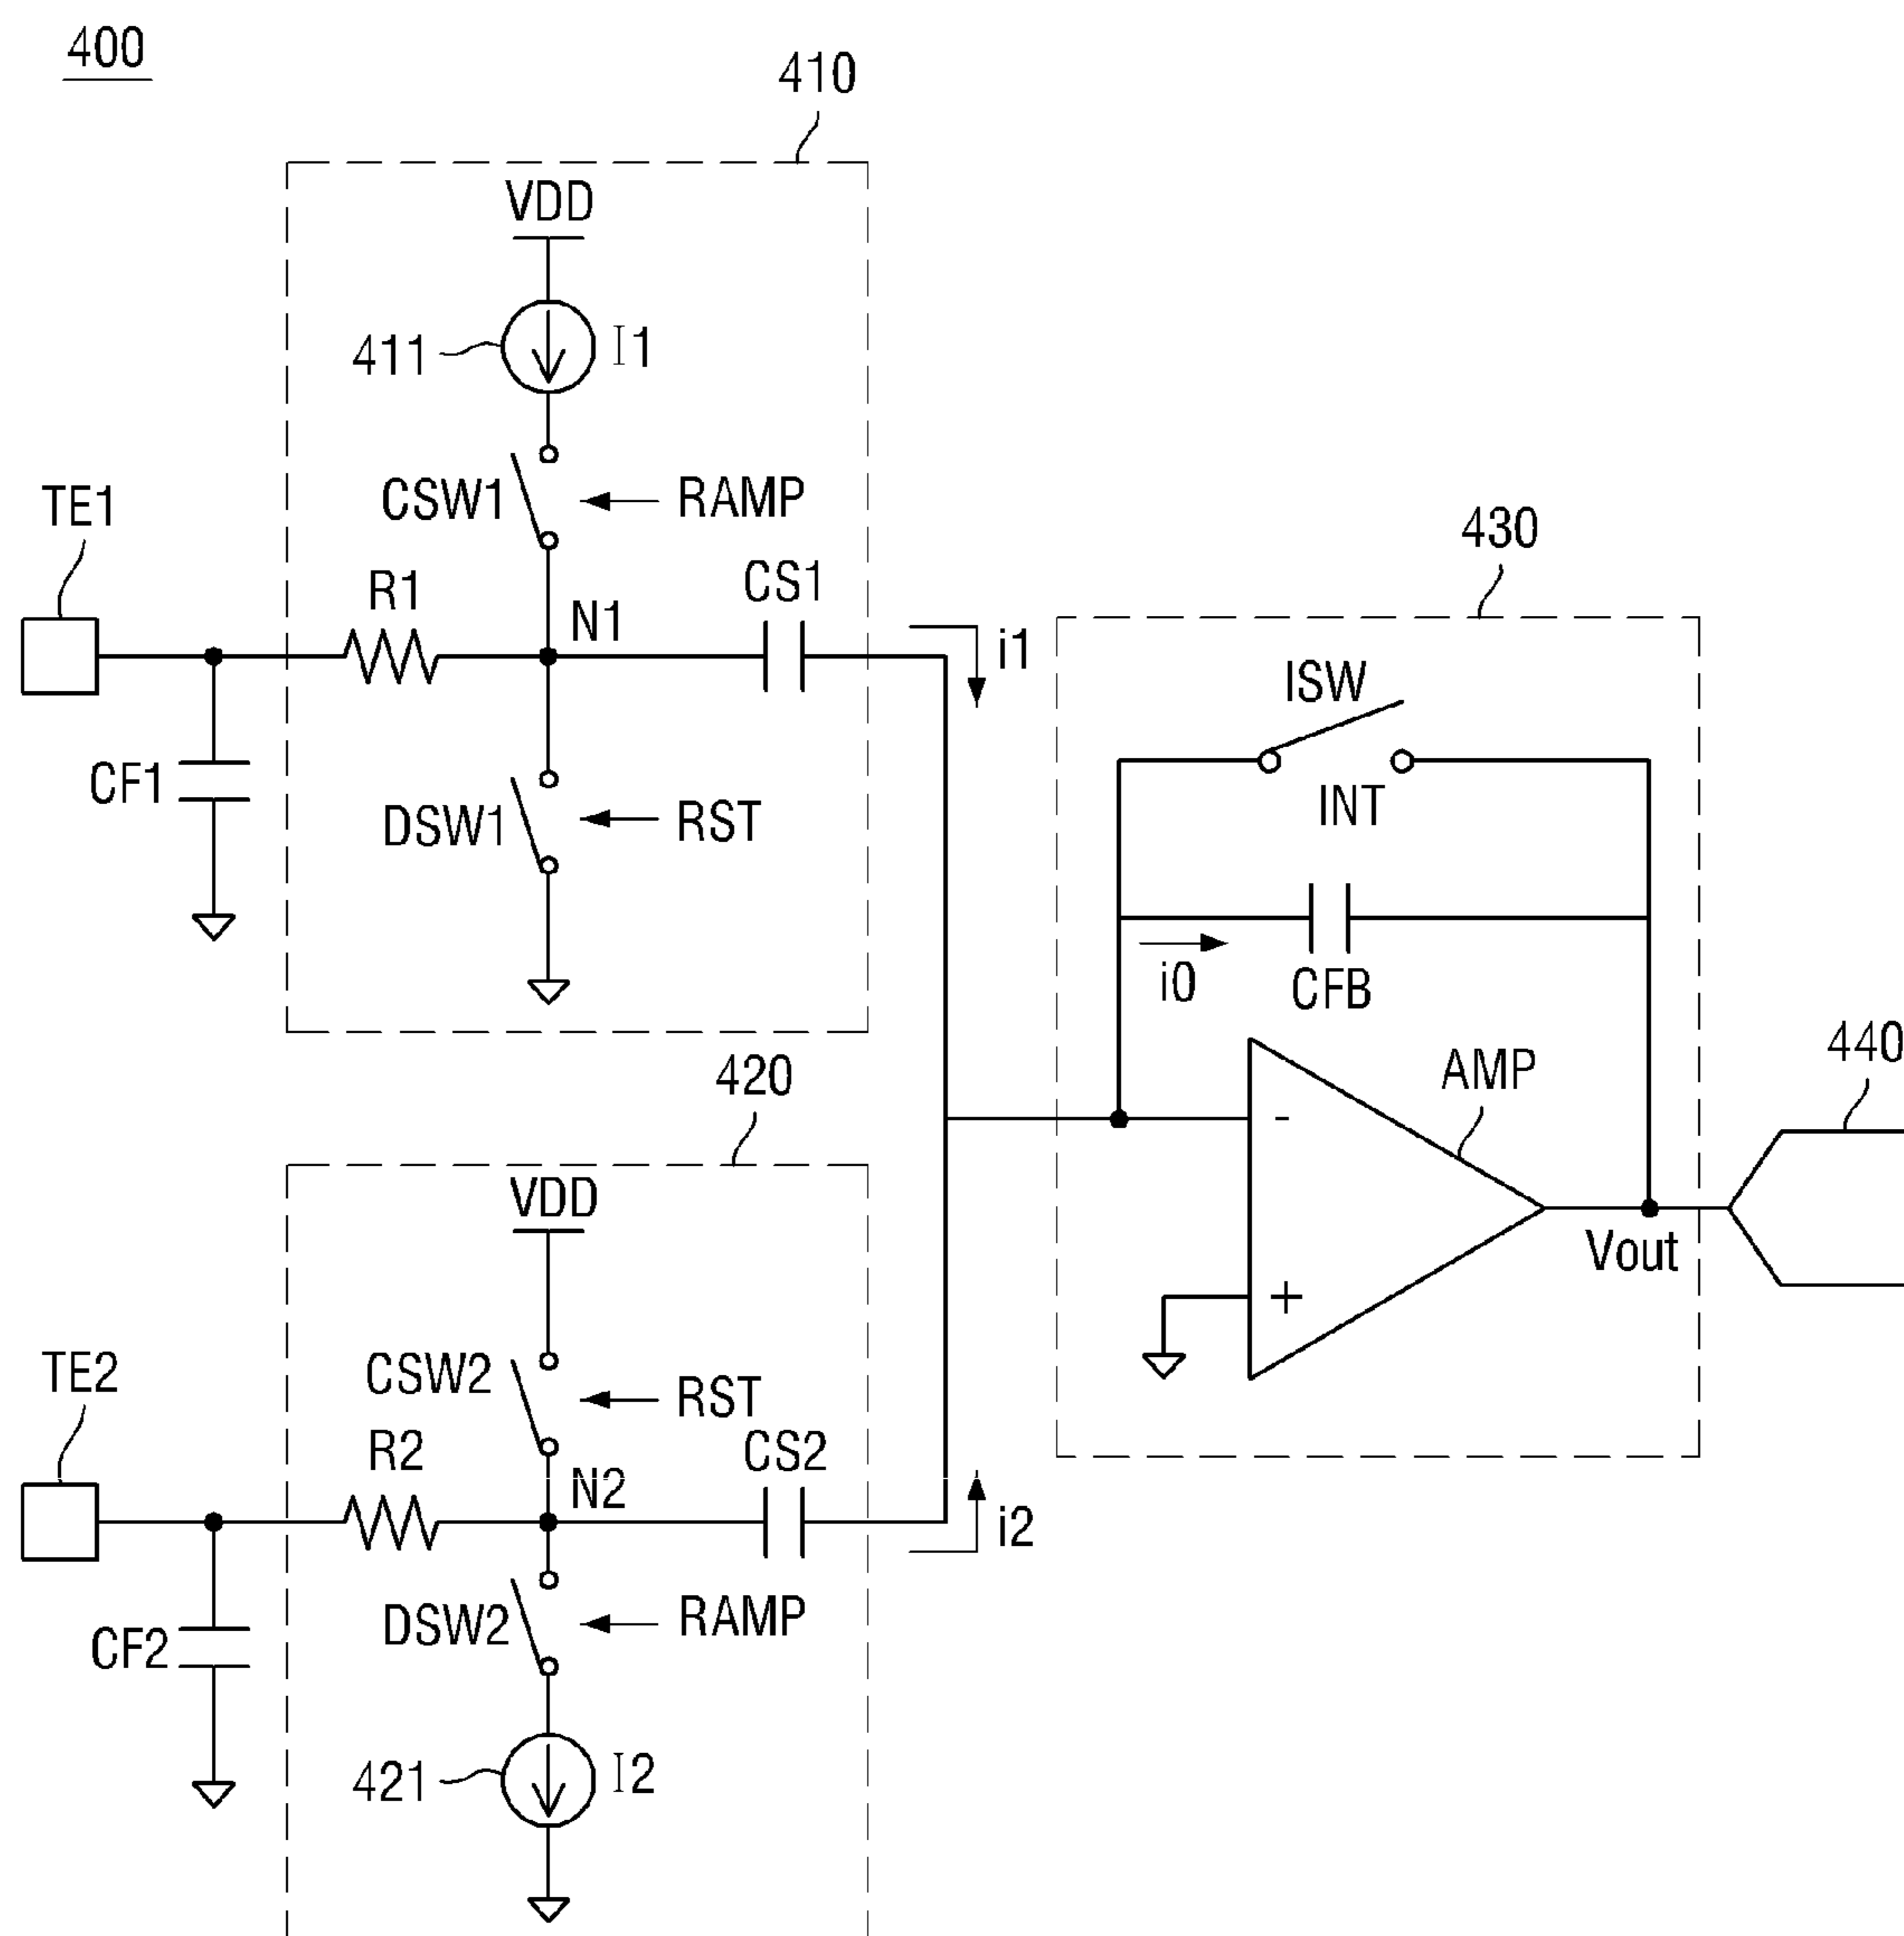 400
410
VDD
411
I1
CSW1
RAMP
TE1
R1
N1
CS1
i1
CF1
DSW1
RST
430
ISW
INT
i0
CFB
AMP
440
-
+
Vout
420
VDD
CSW2
RST
TE2
R2
N2
CS2
i2
CF2
DSW2
RAMP
421
I2